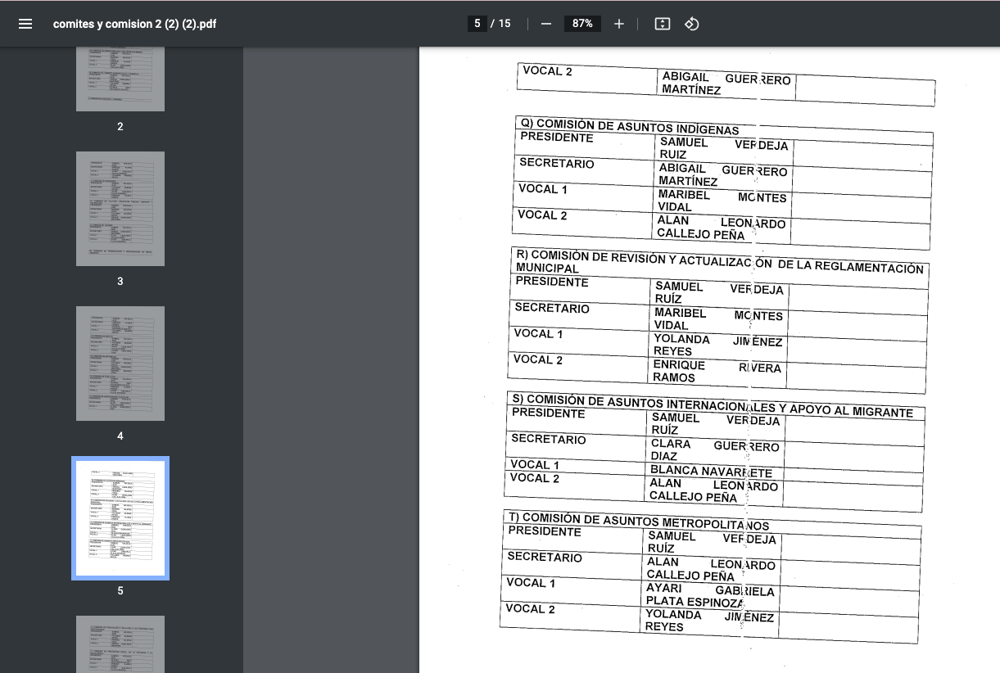 comites y comision 2 (2) (2).pdf
5 / 15
87%
2
3
4
5
VOCAL 2 ABIGAIL GUERRERO
MARTÍNEZ
Q) COMISIÓN DE ASUNTOS INDÍGENAS
PRESIDENTE SAMUEL VERDEJA
RUIZ
SECRETARIO ABIGAIL GUERRERO
MARTÍNEZ
VOCAL 1 MARIBEL MONTES
VIDAL
VOCAL 2 ALAN LEONARDO
CALLEJO PEÑA
R) COMISIÓN DE REVISIÓN Y ACTUALIZACIÓN DE LA REGLAMENTACIÓN
MUNICIPAL
PRESIDENTE SAMUEL VERDEJA
RUÍZ
SECRETARIO MARIBEL MONTES
VIDAL
VOCAL 1 YOLANDA JIMÉNEZ
REYES
VOCAL 2 ENRIQUE RIVERA
RAMOS
S) COMISIÓN DE ASUNTOS INTERNACIONALES Y APOYO AL MIGRANTE
PRESIDENTE SAMUEL VERDEJA
RUÍZ
SECRETARIO CLARA GUERRERO
DIAZ
VOCAL 1 BLANCA NAVARRETE
VOCAL 2 ALAN LEONARDO
CALLEJO PEÑA
T) COMISIÓN DE ASUNTOS METROPOLITANOS
PRESIDENTE SAMUEL VERDEJA
RUÍZ
SECRETARIO ALAN LEONARDO
CALLEJO PEÑA
VOCAL 1 AYARI GABRIELA
PLATA ESPINOZA
VOCAL 2 YOLANDA JIMÉNEZ
REYES